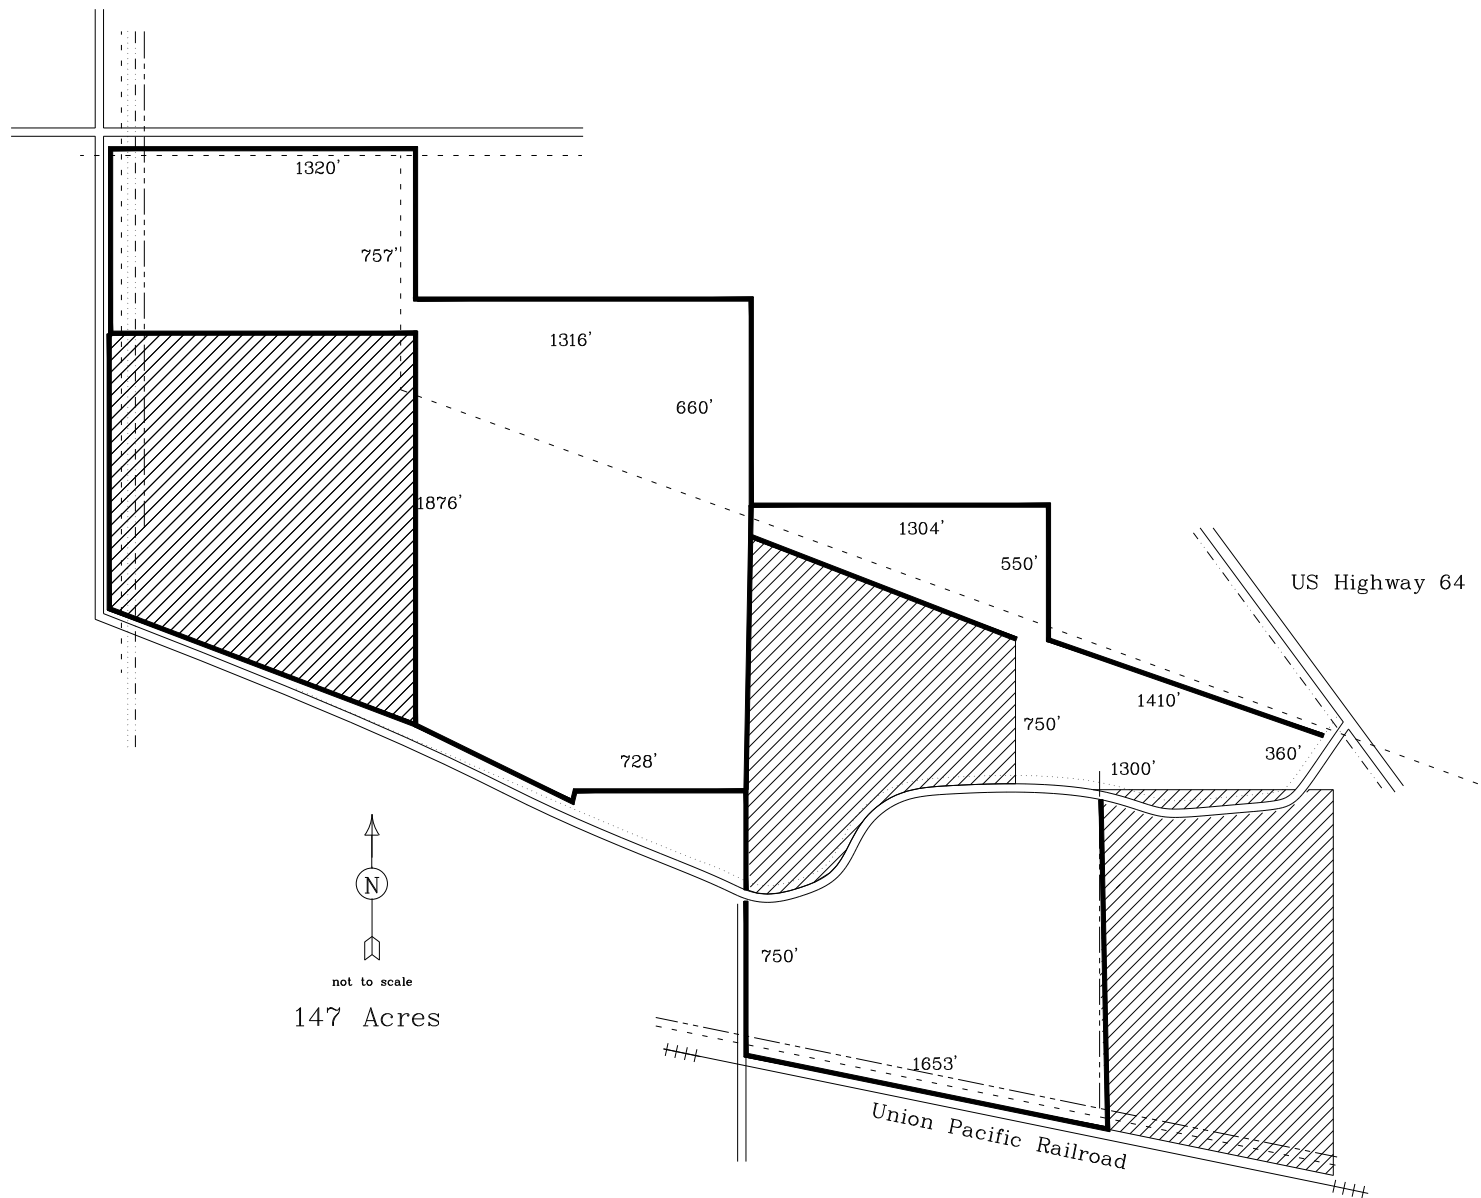 1320'
757'
1316'
660'
1876'
1304'
550'
US Highway 64
1410'
750'
360'
1300'
728'
N
750'
not to scale
147 Acres
1653'
Union Pacific Railroad